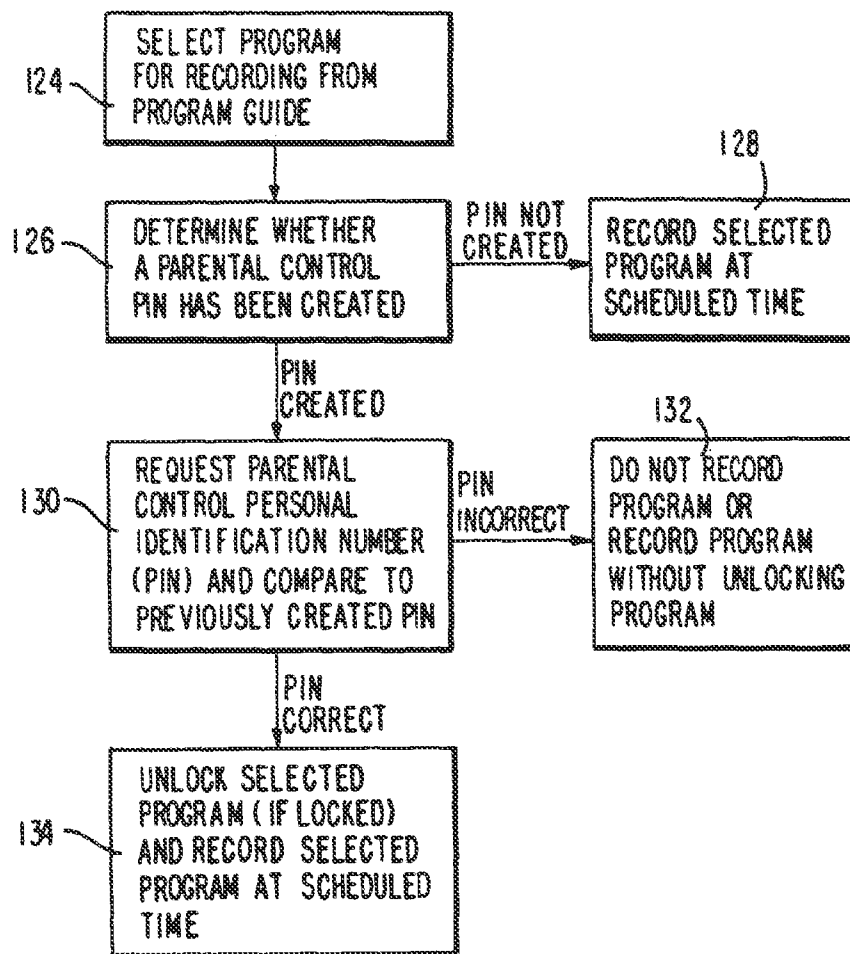 SELECT PROGRAM
FOR RECORDING FROM
PROGRAM GUIDE
124
128
DETERMINE WHETHER
A PARENTAL CONTROL
PIN HAS BEEN CREATED
126
PIN NOT
CREATED
RECORD SELECTED
PROGRAM AT
SCHEDULED TIME
PIN
CREATED
132
REQUEST PARENTAL
CONTROL PERSONAL
IDENTIFICATION NUMBER
(PIN) AND COMPARE TO
PREVIOUSLY CREATED PIN
130
PIN
INCORRECT
DO NOT RECORD
PROGRAM OR
RECORD PROGRAM
WITHOUT UNLOCKING
PROGRAM
PIN
CORRECT
UNLOCK SELECTED
PROGRAM (IF LOCKED)
AND RECORD SELECTED
PROGRAM AT SCHEDULED
TIME
134